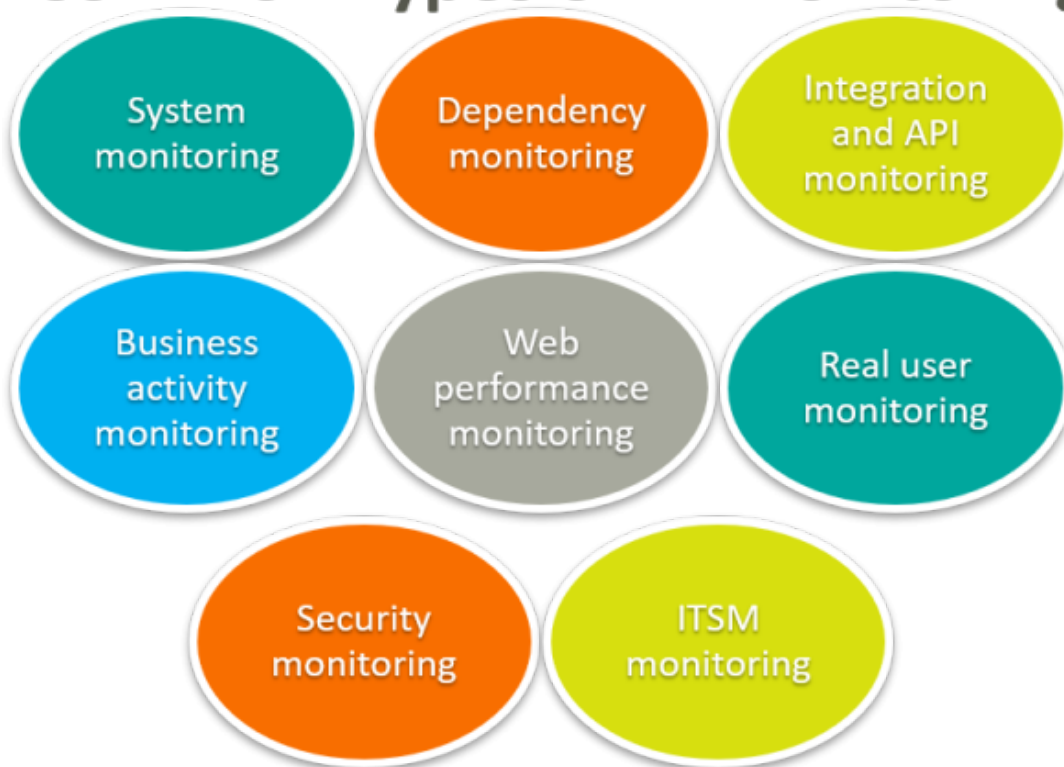 System
monitoring
Dependency
monitoring
Integration
and API
monitoring
Business
activity
monitoring
Web
performance
monitoring
Real user
monitoring
Security
monitoring
ITSM
monitoring